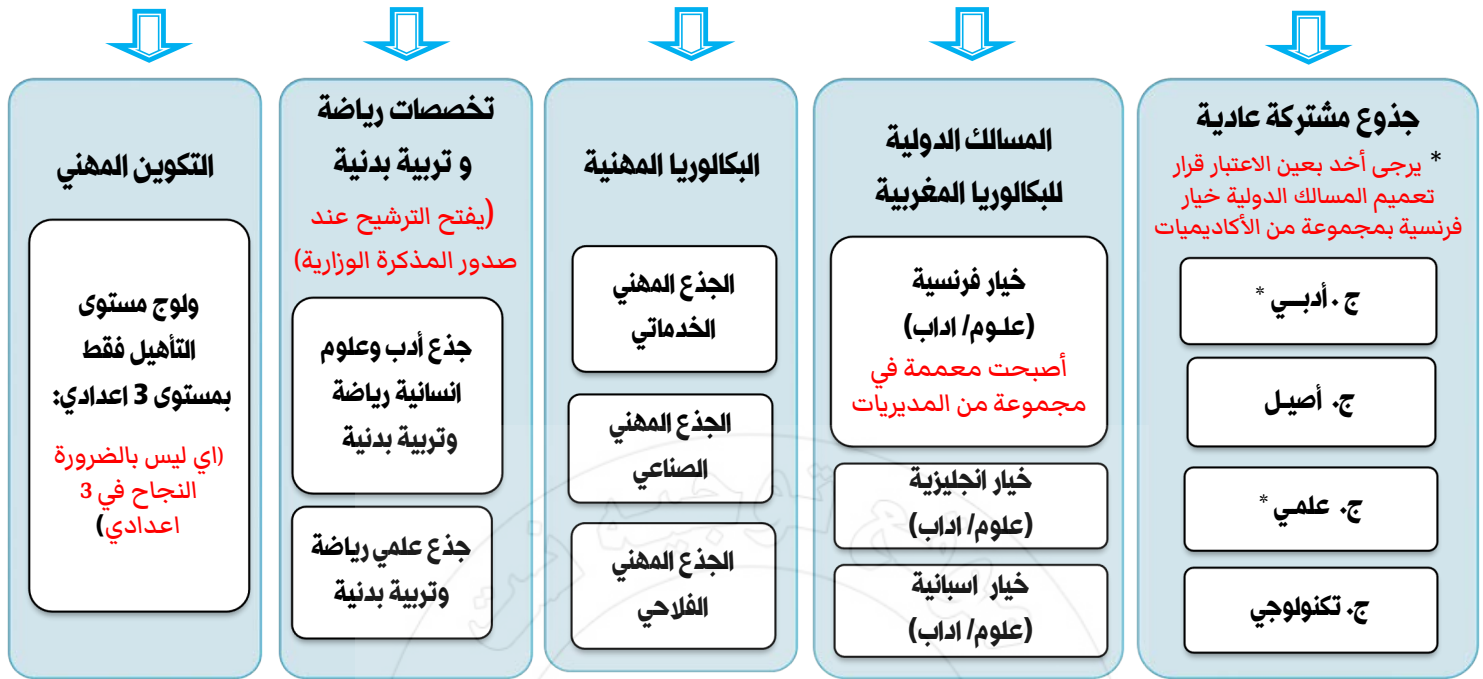 جذوع مشتركة عادية
* يرجى أخد بعين الاعتبار قرار
تعميم المسالك الدولية خيار
فرنسية بمجموعة من الأكاديميات
ج . أدبــي *
ج. أصيـل
ج. علمـي *
ج. تكنولوجي
المسالك الدولية
للبكالوريا المغربية
خيار فرنسية
(علـوم/ اداب)
أصبحت معممة في
مجموعة من المديريات
خيار انجليزية
(علوم/ اداب)
خيار اسبانية
(علوم/ اداب)
البكالوريا المهنية
الجذع المهني
الخدماتي
الجذع المهني
الصناعي
الجذع المهني
الفلاحي
تخصصات رياضة
و تربية بدنية
(يفتح الترشيح عند
صدور المذكرة الوزارية)
جذع أدب وعلوم
انسانية رياضة
وتربية بدنية
جذع علمي رياضة
وتربية بدنية
التكوين المهني
ولوج مستوى
التأهيل فقط
بمستوى 3 اعدادي:
(اي ليس بالضرورة
النجاح في 3
اعدادي)